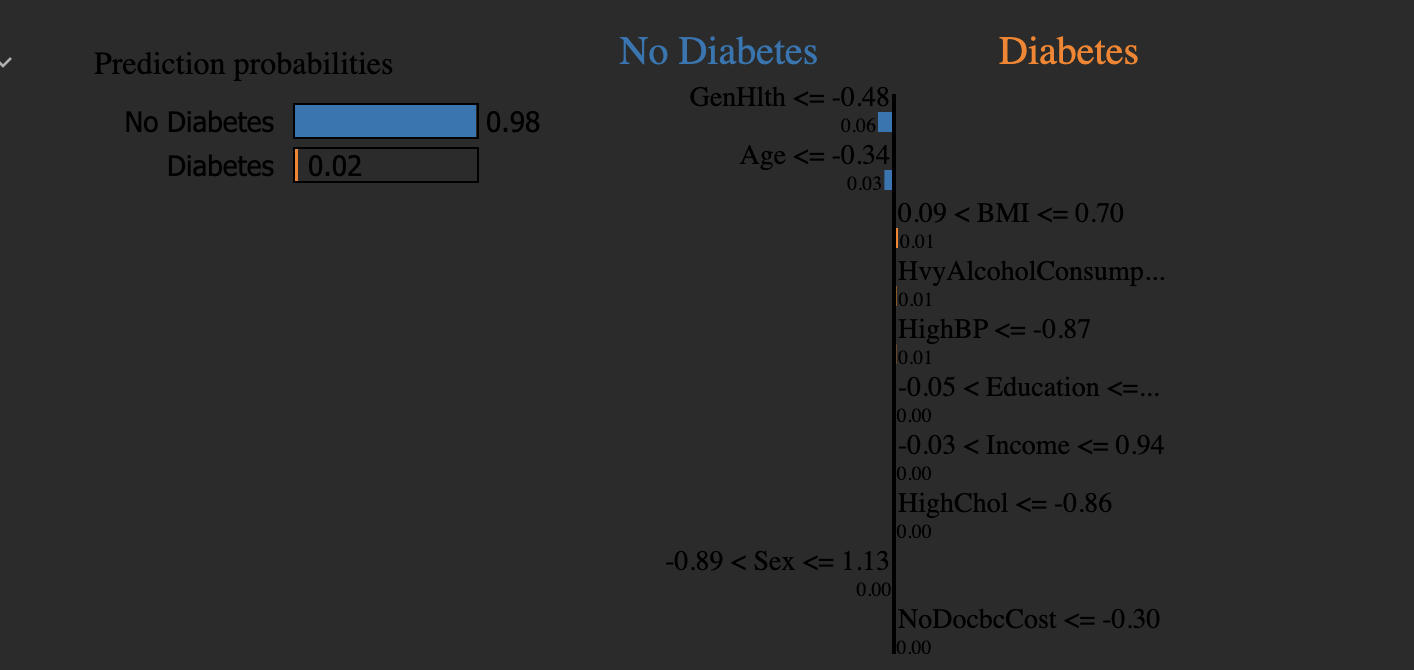 Prediction probabilities
No Diabetes 0.98
Diabetes 0.02
No Diabetes Diabetes
GenHlth <= -0.48
0.06
Age <= -0.34
0.03
0.09 < BMI <= 0.70
0.01
HvyAlcoholConsump...
0.01
HighBP <= -0.87
0.01
-0.05 < Education <=...
0.00
-0.03 < Income <= 0.94
0.00
HighChol <= -0.86
0.00
-0.89 < Sex <= 1.13
0.00
NoDocbcCost <= -0.30
0.00